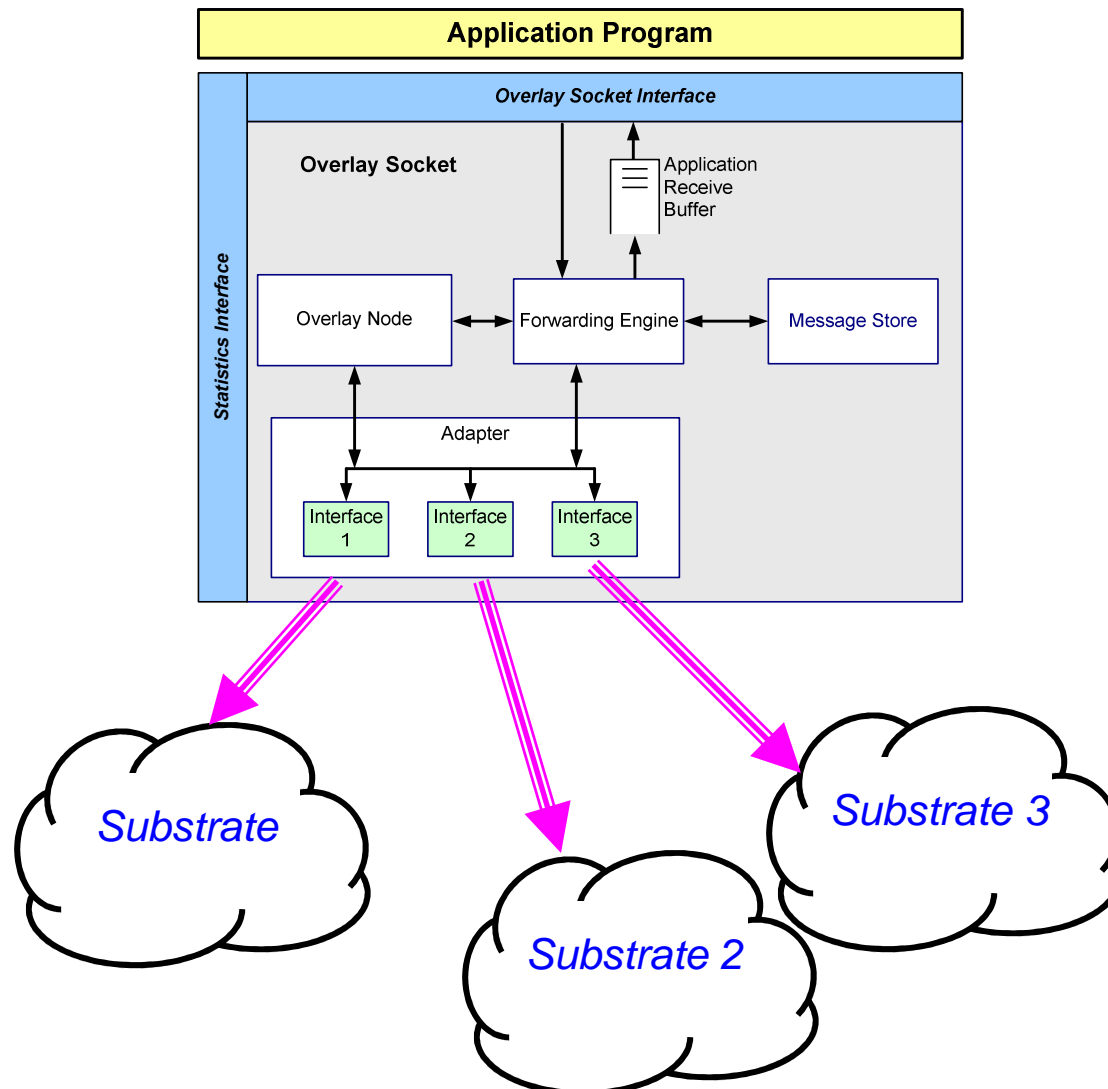 Application Program
Overlay Socket Interface
Statistics Interface
Overlay Socket
Application
Receive
Buffer
Overlay Node
Forwarding Engine
Message Store
Adapter
Interface
1
Interface
2
Interface
3
Substrate
Substrate 3
Substrate 2